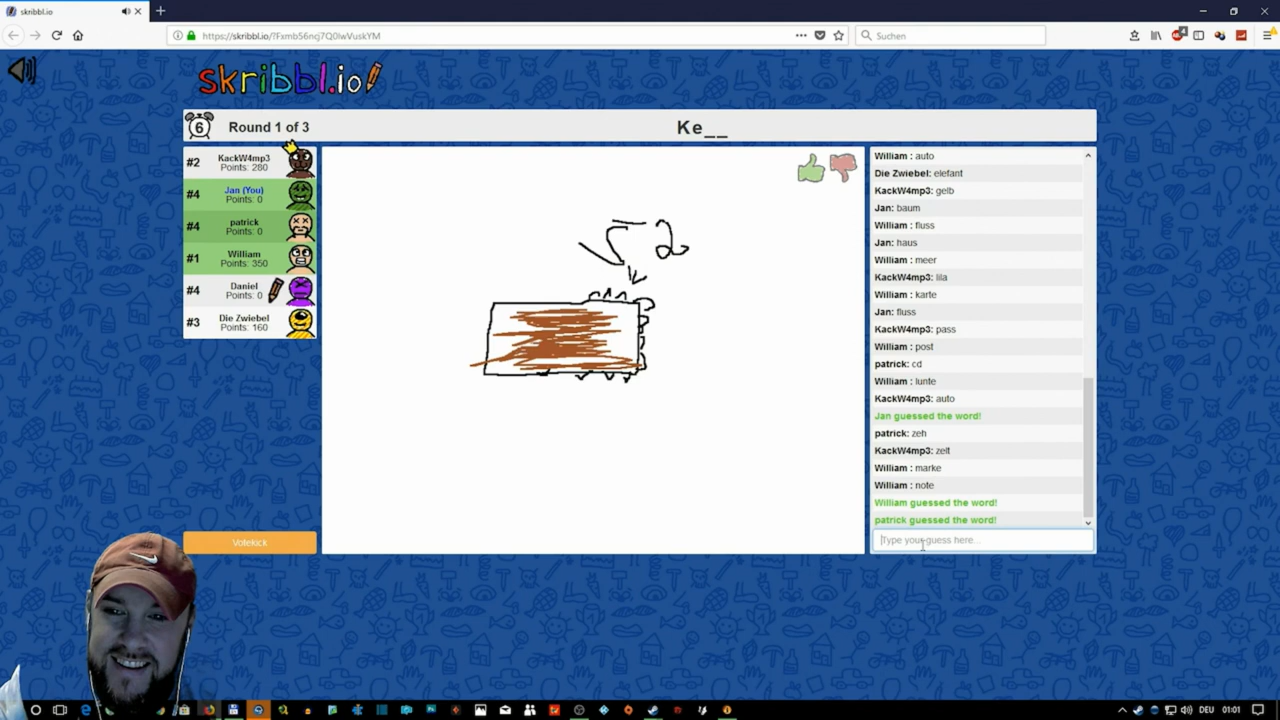 skribbl.io
https://skribbl.io/?Fxmb56ncj7Q0lwVuskYM
Suchen
4
skribbl.io
6
Round 1 of 3
Ke__
#2
KackW4mp3
Points: 280
#4
Jan (You)
Points: 0
#4
patrick
Points: 0
#1
William
Points: 350
#4
Daniel
Points: 0
#3
Die Zwiebel
Points: 160
2
William : auto
Die Zwiebel: elefant
KackW4mp3: gelb
Jan: baum
William : fluss
Jan: haus
William : meer
KackW4mp3: lila
William : karte
Jan: fluss
KackW4mp3: pass
William : post
patrick: cd
William : lunte
KackW4mp3: auto
Jan guessed the word!
patrick: zeh
KackW4mp3: zelt
William : marke
William : note
William guessed the word!
patrick guessed the word!
Type your guess here...
Votekick
DEU
01:01